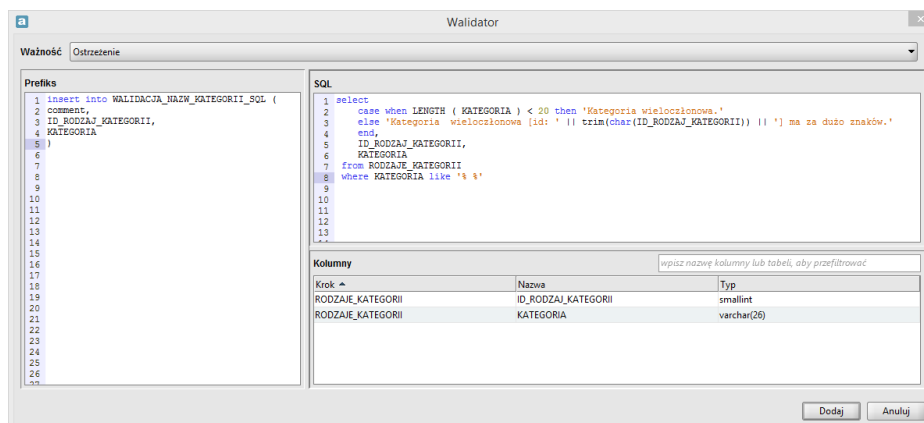 a
Walidator
×
Ważność Ostrzeżenie
Prefiks
1 insert into WALIDACJA_NAZW_KATEGORII_SQL (
2 comment,
3 ID_RODZAJ_KATEGORII,
4 KATEGORIA
5 )
6
7
8
9
10
11
12
13
14
15
16
17
18
19
20
21
22
23
24
25
26
27
SQL
1 select
2 case when LENGTH ( KATEGORIA ) < 20 then 'Kategoria wieloczłonowa.'
3 else 'Kategoria wieloczłonowa [id: ' || trim(char(ID_RODZAJ_KATEGORII)) || '] ma za dużo znaków.'
4 end,
5 ID_RODZAJ_KATEGORII,
6 KATEGORIA
7 from RODZAJE_KATEGORII
8 where KATEGORIA like '% %'
9
10
11
12
13
14
Kolumny wpisz nazwę kolumny lub tabeli, aby przefiltrować
Krok Nazwa Typ
RODZAJE_KATEGORII ID_RODZAJ_KATEGORII smallint
RODZAJE_KATEGORII KATEGORIA varchar(26)
Dodaj Anuluj